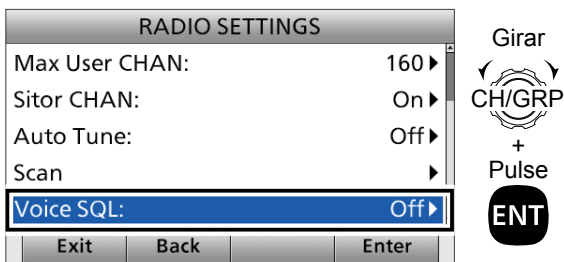 RADIO SETTINGS
Max User CHAN: 160
Sitor CHAN: On
Auto Tune: Off
Scan
Voice SQL: Off
Exit Back Enter
Girar
CH/GRP
+
Pulse
ENT